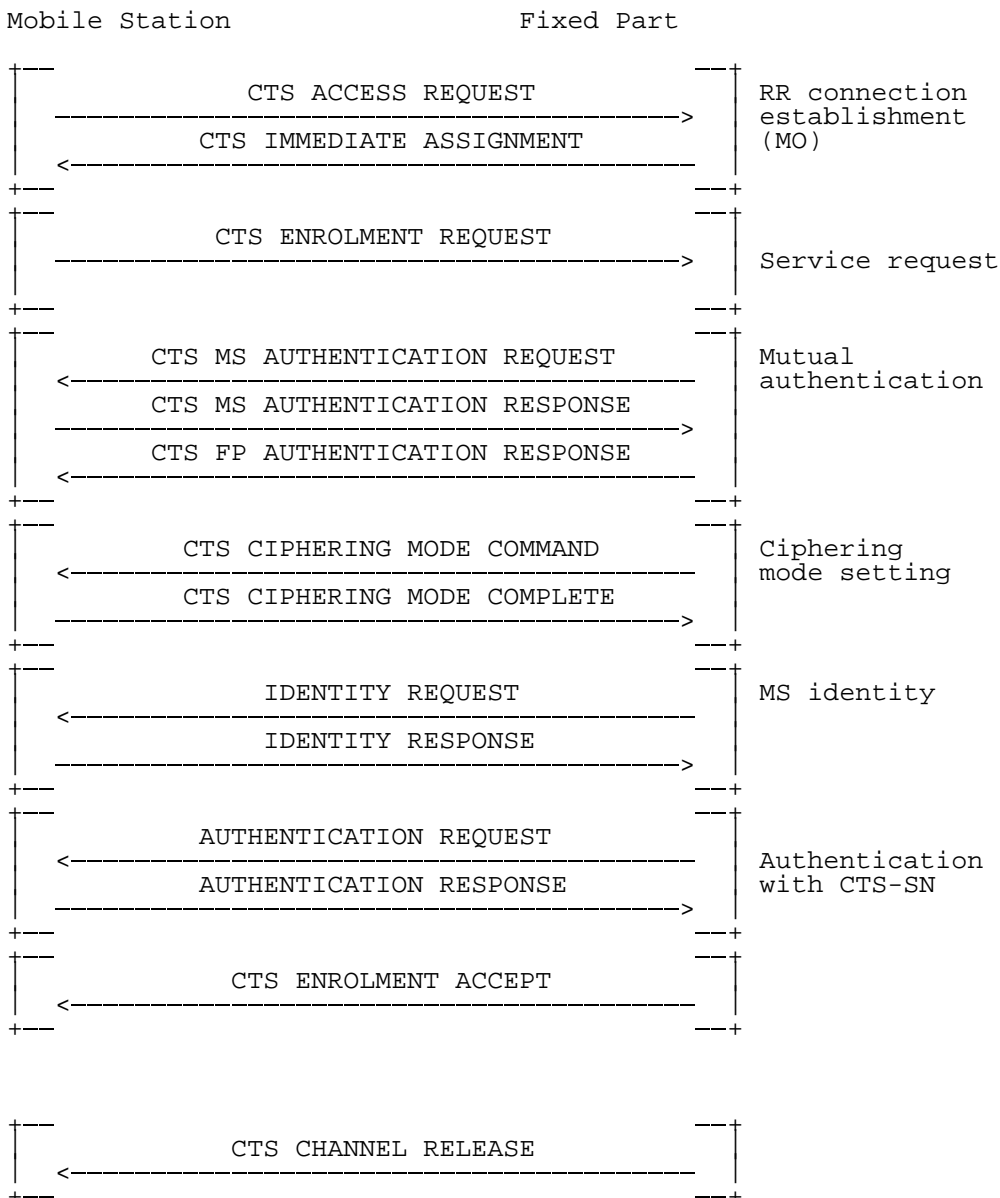 Mobile Station Fixed Part
CTS ACCESS REQUEST RR connection
establishment
CTS IMMEDIATE ASSIGNMENT (MO)
CTS ENROLMENT REQUEST
Service request
CTS MS AUTHENTICATION REQUEST Mutual
authentication
CTS MS AUTHENTICATION RESPONSE
CTS FP AUTHENTICATION RESPONSE
CTS CIPHERING MODE COMMAND Ciphering
mode setting
CTS CIPHERING MODE COMPLETE
IDENTITY REQUEST MS identity
IDENTITY RESPONSE
AUTHENTICATION REQUEST
Authentication
AUTHENTICATION RESPONSE with CTS-SN
CTS ENROLMENT ACCEPT
CTS CHANNEL RELEASE